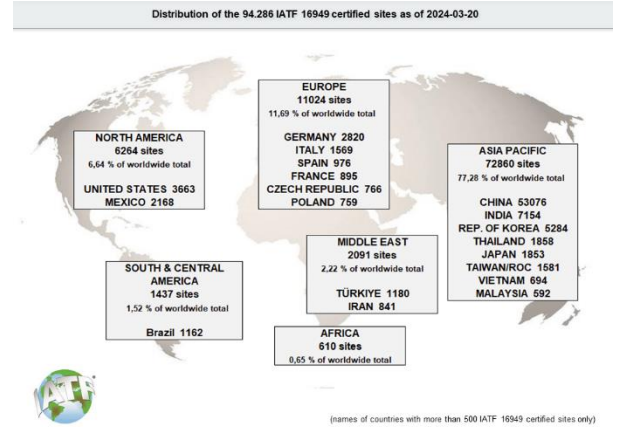 Distribution of the 94.286 IATF 16949 certified sites as of 2024-03-20
EUROPE
11024 sites
11,69 % of worldwide total
GERMANY 2820
ITALY 1569
SPAIN 976
FRANCE 895
CZECH REPUBLIC 766
POLAND 759
NORTH AMERICA
6264 sites
6,64 % of worldwide total
UNITED STATES 3663
MEXICO 2168
ASIA PACIFIC
72860 sites
77,28 % of worldwide total
CHINA 53076
INDIA 7154
REP. OF KOREA 5284
THAILAND 1858
JAPAN 1853
TAIWAN/ROC 1581
VIETNAM 694
MALAYSIA 592
MIDDLE EAST
2091 sites
2,22 % of worldwide total
TÜRKIYE 1180
IRAN 841
SOUTH & CENTRAL
AMERICA
1437 sites
1,52 % of worldwide total
Brazil 1162
AFRICA
610 sites
0,65 % of worldwide total
IATF
(names of countries with more than 500 IATF 16949 certified sites only)